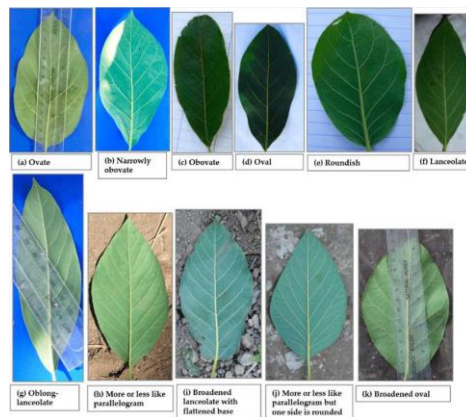 (a) Ovate
(b) Narrowly
obovate
(c) Obovate
(d) Oval
(e) Roundish
(f) Lanceolate
(g) Oblong-
lanceolate
(h) More or less like
parallelogram
(i) Broadened
lanceolate with
flattened base
(j) More or less like
parallelogram but
one side is rounded
(k) Broadened oval